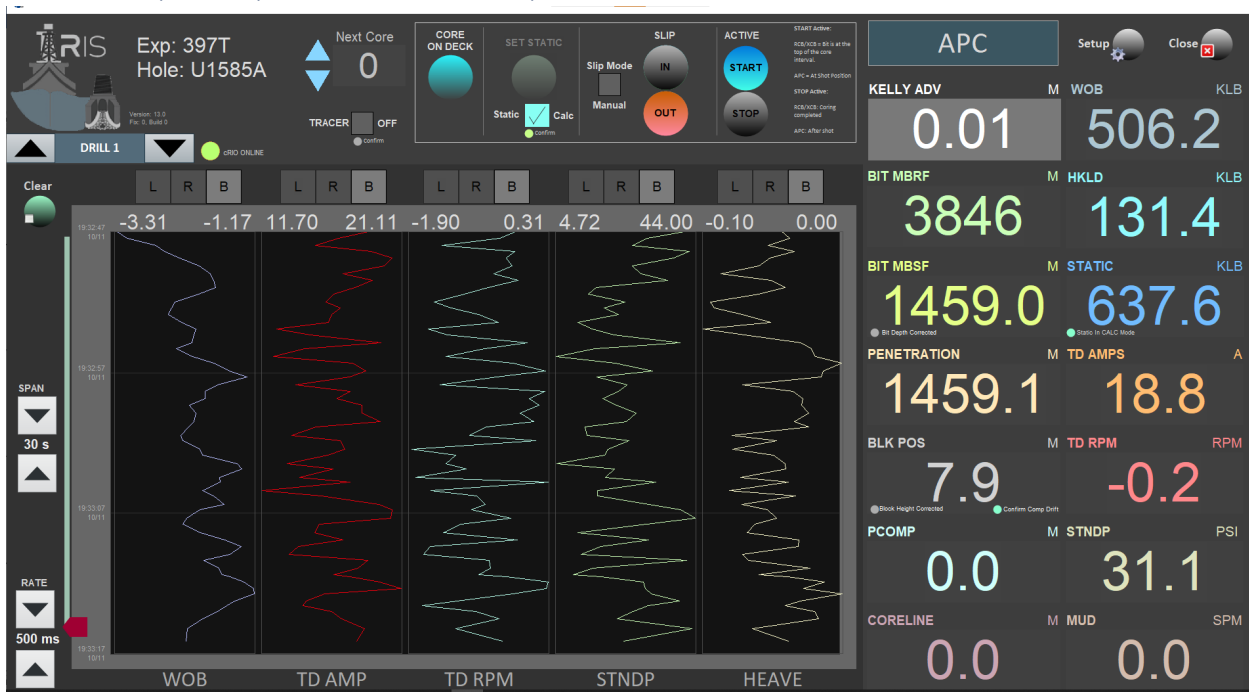 IRIS
Exp: 397T
Hole: U1585A
Version: 13.0
Fix: 0, Build 0
Next Core
0
TRACER OFF
Confirm
CORE
ON DECK
SET STATIC
Static Calc
Confirm
SLIP
Slip Mode
Manual
IN
OUT
ACTIVE
START
STOP
START Active:
RCB/XCB = Bit is at the
top of the core
interval.
APC = At Shot Position
STOP Active:
RCB/XCB: Coring
completed
APC: After shot
APC
Setup
Close
DRILL 1
cRIO ONLINE
Clear
L R B L R B L R B L R B L R B
-3.31 -1.17 11.70 21.11 -1.90 0.31 4.72 44.00 -0.10 0.00
19:32:47
10/11
19:32:57
10/11
19:33:07
10/11
19:33:17
10/11
SPAN
30 s
RATE
500 ms
WOB TD AMP TD RPM STNDP HEAVE
KELLY ADV M
0.01
WOB KLB
506.2
BIT MBRF M
3846
HKLD KLB
131.4
BIT MBSF M
1459.0
Bit Depth Corrected
STATIC KLB
637.6
Static In CALC Mode
PENETRATION M
1459.1
TD AMPS A
18.8
BLK POS M
7.9
Block Height Corrected
Confirm Comp Drift
TD RPM RPM
-0.2
PCOMP M
0.0
STNDP PSI
31.1
CORELINE M
0.0
MUD SPM
0.0